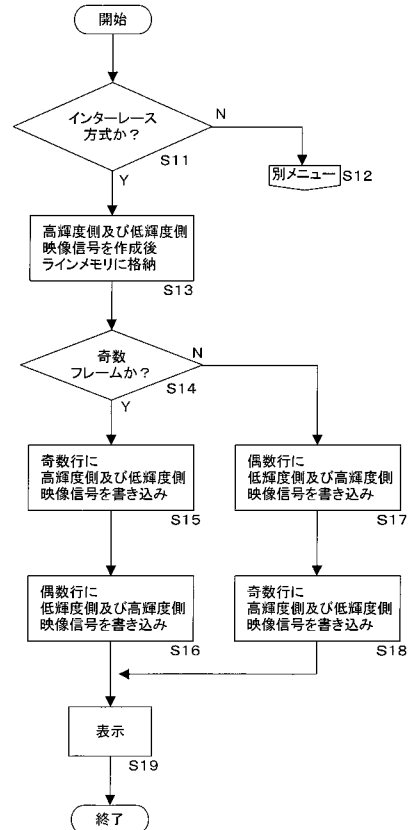 開始
インターレース
方式か?
N
S11
Y
別メニュー
S12
高輝度側及び低輝度側
映像信号を作成後
ラインメモリに格納
S13
奇数
フレームか?
N
S14
Y
奇数行に
高輝度側及び低輝度側
映像信号を書き込み
S15
偶数行に
低輝度側及び高輝度側
映像信号を書き込み
S17
偶数行に
低輝度側及び高輝度側
映像信号を書き込み
S16
奇数行に
高輝度側及び低輝度側
映像信号を書き込み
S18
表示
S19
終了